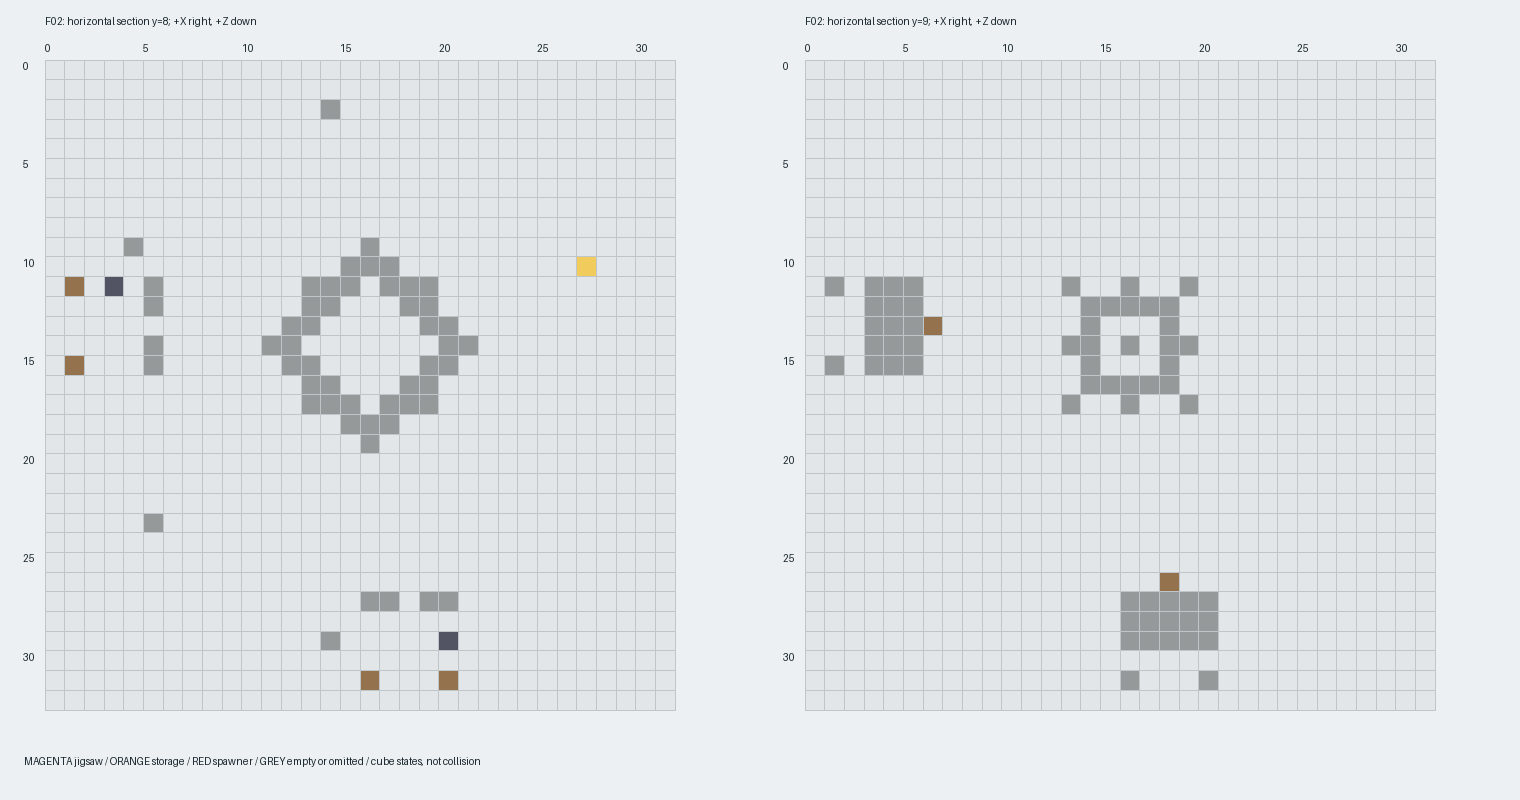 F02: horizontal section y=8; +X right, +Z down
F02: horizontal section y=9; +X right, +Z down
0 5 10 15 20 25 30
0 5 10 15 20 25 30
0
5
10
15
20
25
30
0
5
10
15
20
25
30
MAGENTA jigsaw / ORANGE storage / RED spawner / GREY empty or omitted / cube states, not collision